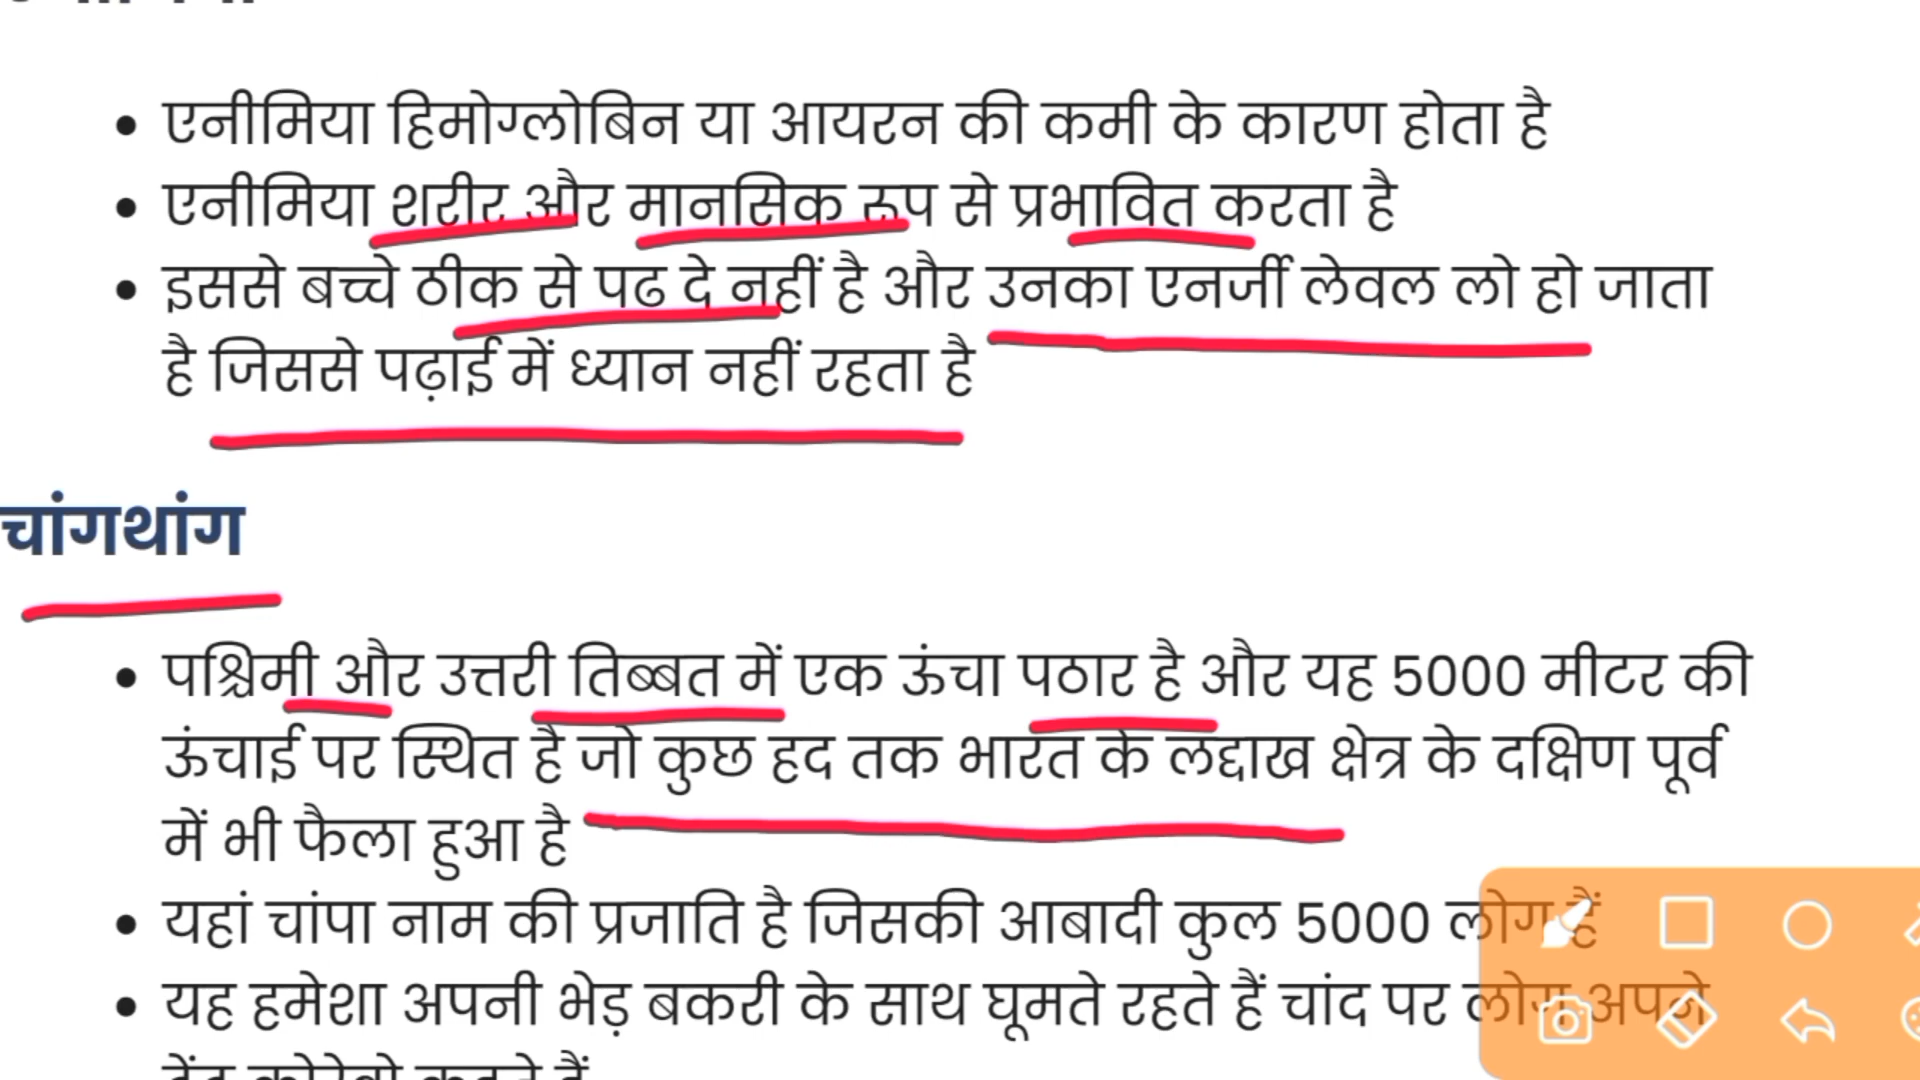 एनीमिया हिमोग्लोबिन या आयरन की कमी के कारण होता है
एनीमिया शरीर और मानसिक रूप से प्रभावित करता है
इससे बच्चे ठीक से पढ दे नहीं है और उनका एनर्जी लेवल लो हो जाता
है जिससे पढ़ाई में ध्यान नहीं रहता है
चांगथांग
पश्चिमी और उत्तरी तिब्बत में एक ऊंचा पठार है और यह 5000 मीटर की
ऊंचाई पर स्थित है जो कुछ हद तक भारत के लद्दाख क्षेत्र के दक्षिण पूर्व
में भी फैला हुआ है
यहां चांपा नाम की प्रजाति है जिसकी आबादी कुल 5000 लोग हैं
यह हमेशा अपनी भेड़ बकरी के साथ घूमते रहते हैं चांद पर लोग अपने